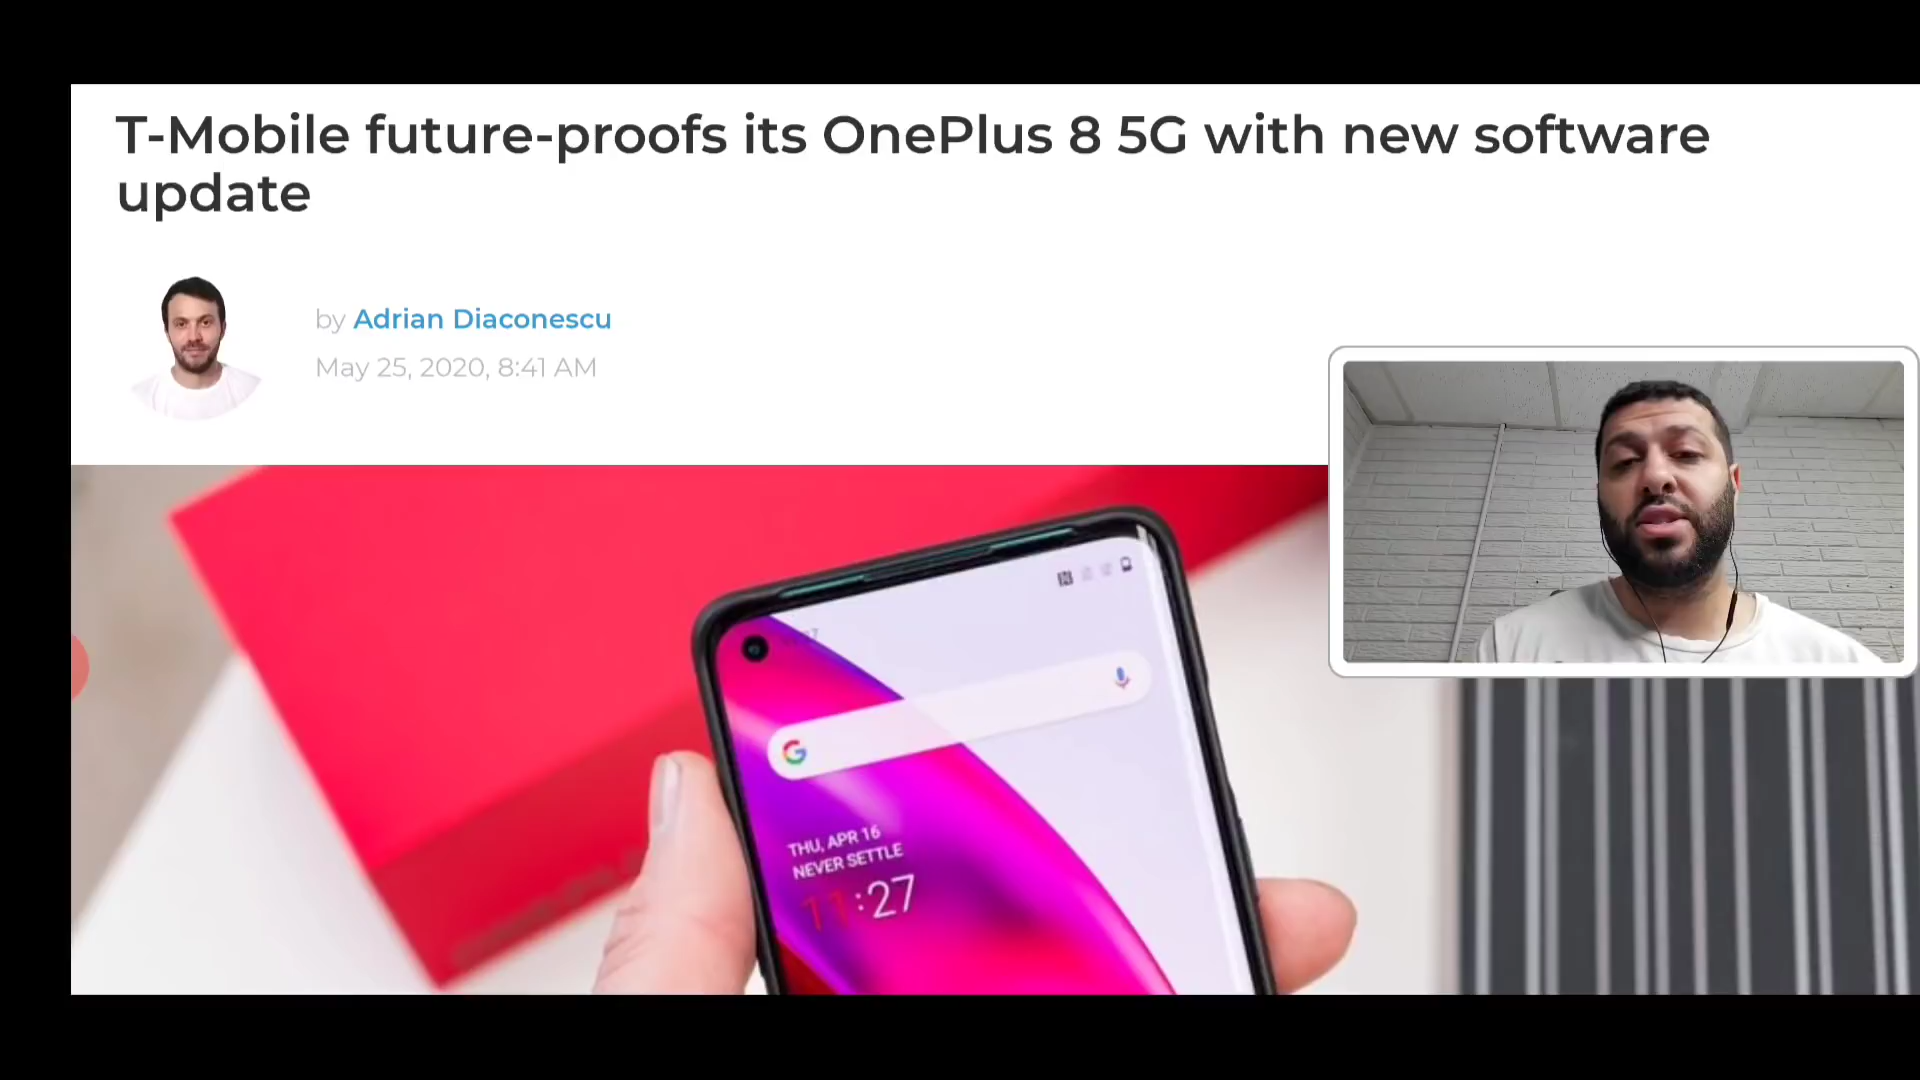 T-Mobile future-proofs its OnePlus 8 5G with new software
update
by Adrian Diaconescu
May 25, 2020, 8:41 AM
THU, APR 16
NEVER SETTLE
11:27